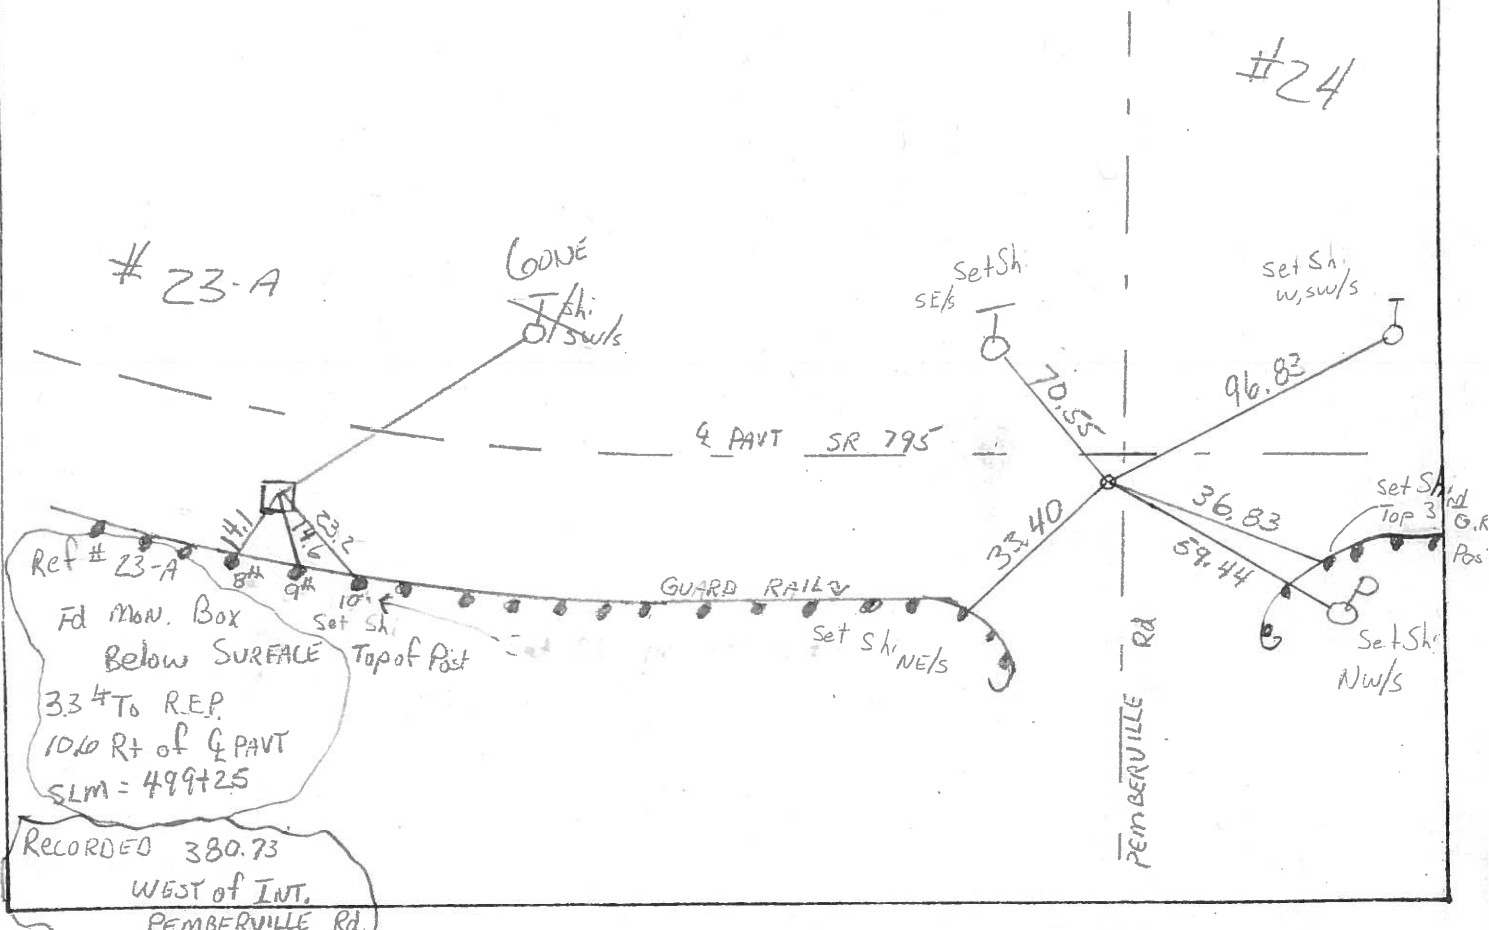 #24
#23-A
GONE
Shi
SW/s
Set Sh.
SE/s
Set Sh.
W, SW/s
70.55
96.83
℄ PAVT SR 795
14.1
14.6
23.2
33.40
36.83
59.44
Set Sh.
Top 3rd
G.R.
Pos
8th
9th
10th
GUARD RAIL
Set Sh.
Top of Post
Set Sh.
NE/s
Set Sh.
NW/s
PEMBERVILLE Rd
Ref # 23-A
Fd Mon. Box
Below SURFACE
3.3 To R.E.P.
10.6 Rt of ℄ PAVT
SLM = 499+25
RECORDED 380.73
WEST of INT.
PEMBERVILLE Rd.